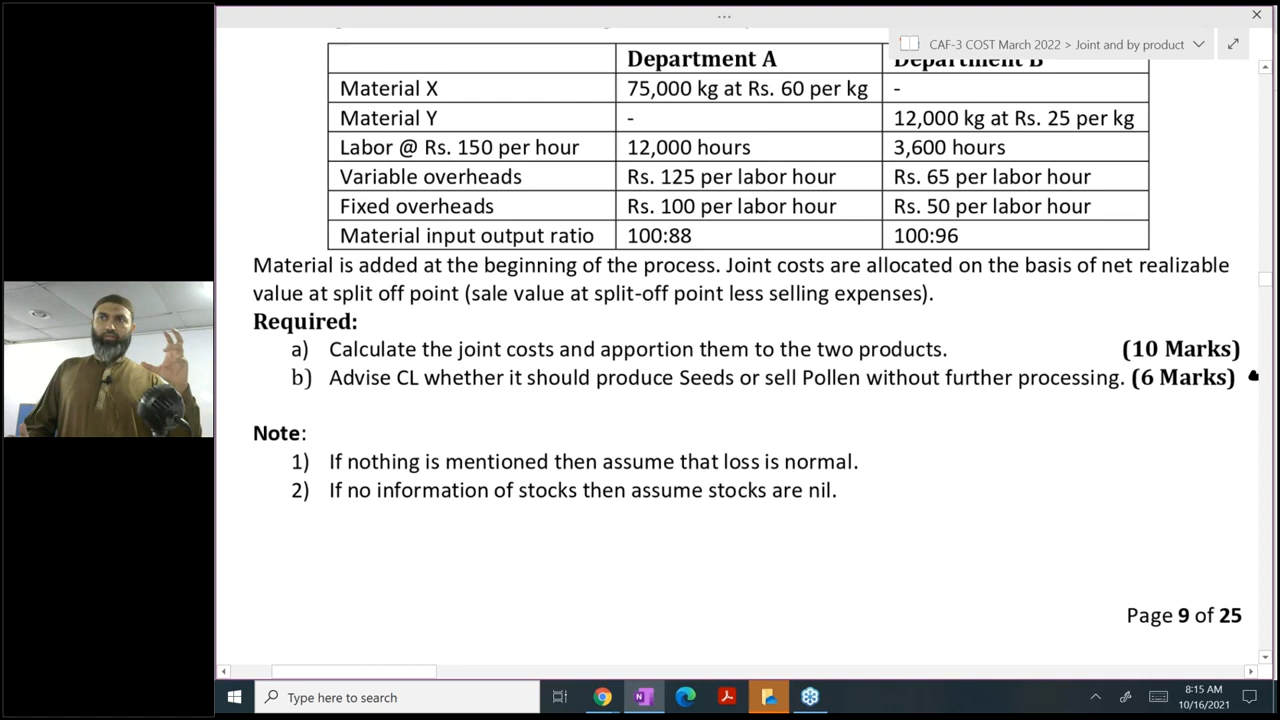 CAF-3 COST March 2022 > Joint and by product
Department A
Material X 75,000 kg at Rs. 60 per kg -
Material Y - 12,000 kg at Rs. 25 per kg
Labor @ Rs. 150 per hour 12,000 hours 3,600 hours
Variable overheads Rs. 125 per labor hour Rs. 65 per labor hour
Fixed overheads Rs. 100 per labor hour Rs. 50 per labor hour
Material input output ratio 100:88 100:96
Material is added at the beginning of the process. Joint costs are allocated on the basis of net realizable
value at split off point (sale value at split-off point less selling expenses).
Required:
a) Calculate the joint costs and apportion them to the two products. (10 Marks)
b) Advise CL whether it should produce Seeds or sell Pollen without further processing. (6 Marks)
Note:
1) If nothing is mentioned then assume that loss is normal.
2) If no information of stocks then assume stocks are nil.
Page 9 of 25
Type here to search
8:15 AM
10/16/2021